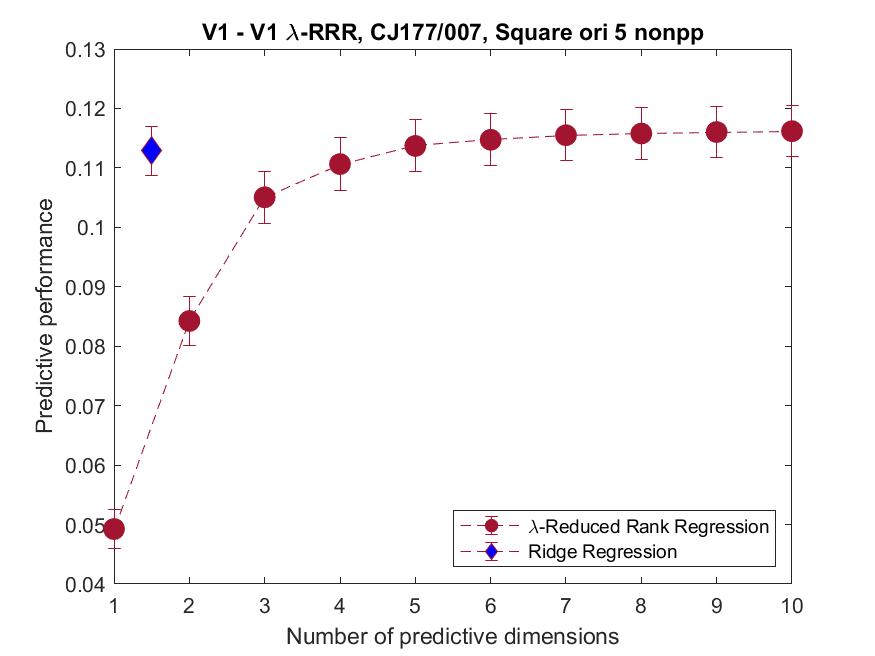 V1 - V1 λ-RRR, CJ177/007, Square ori 5 nonpp
0.13
0.12
0.11
0.1
0.09
0.08
0.07
0.06
0.05
0.04
Predictive performance
1 2 3 4 5 6 7 8 9 10
Number of predictive dimensions
λ-Reduced Rank Regression
Ridge Regression